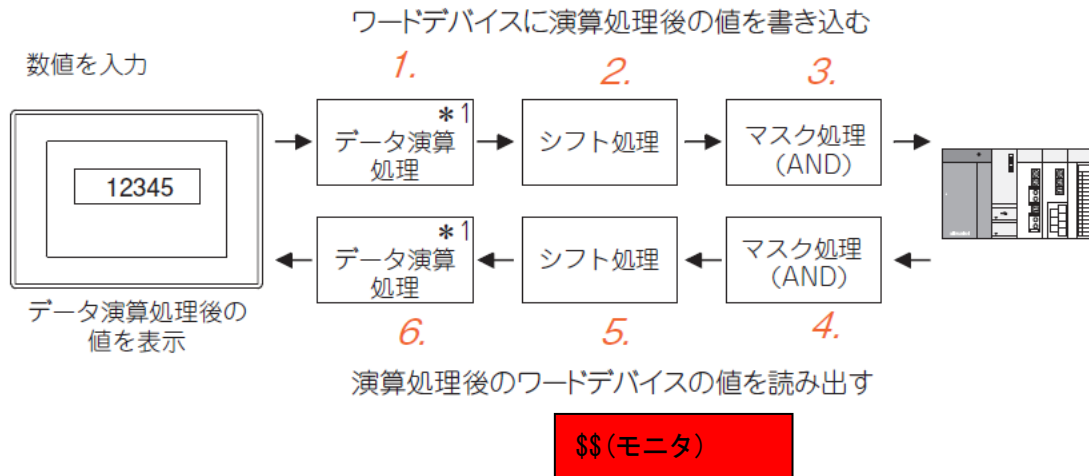 ワードデバイスに演算処理後の値を書き込む
数値を入力
1.
2.
3.
*1
データ演算
処理
シフト処理
マスク処理
(AND)
12345
*1
データ演算
処理
シフト処理
マスク処理
(AND)
データ演算処理後の
値を表示
6.
5.
4.
演算処理後のワードデバイスの値を読み出す
$$(モニタ)